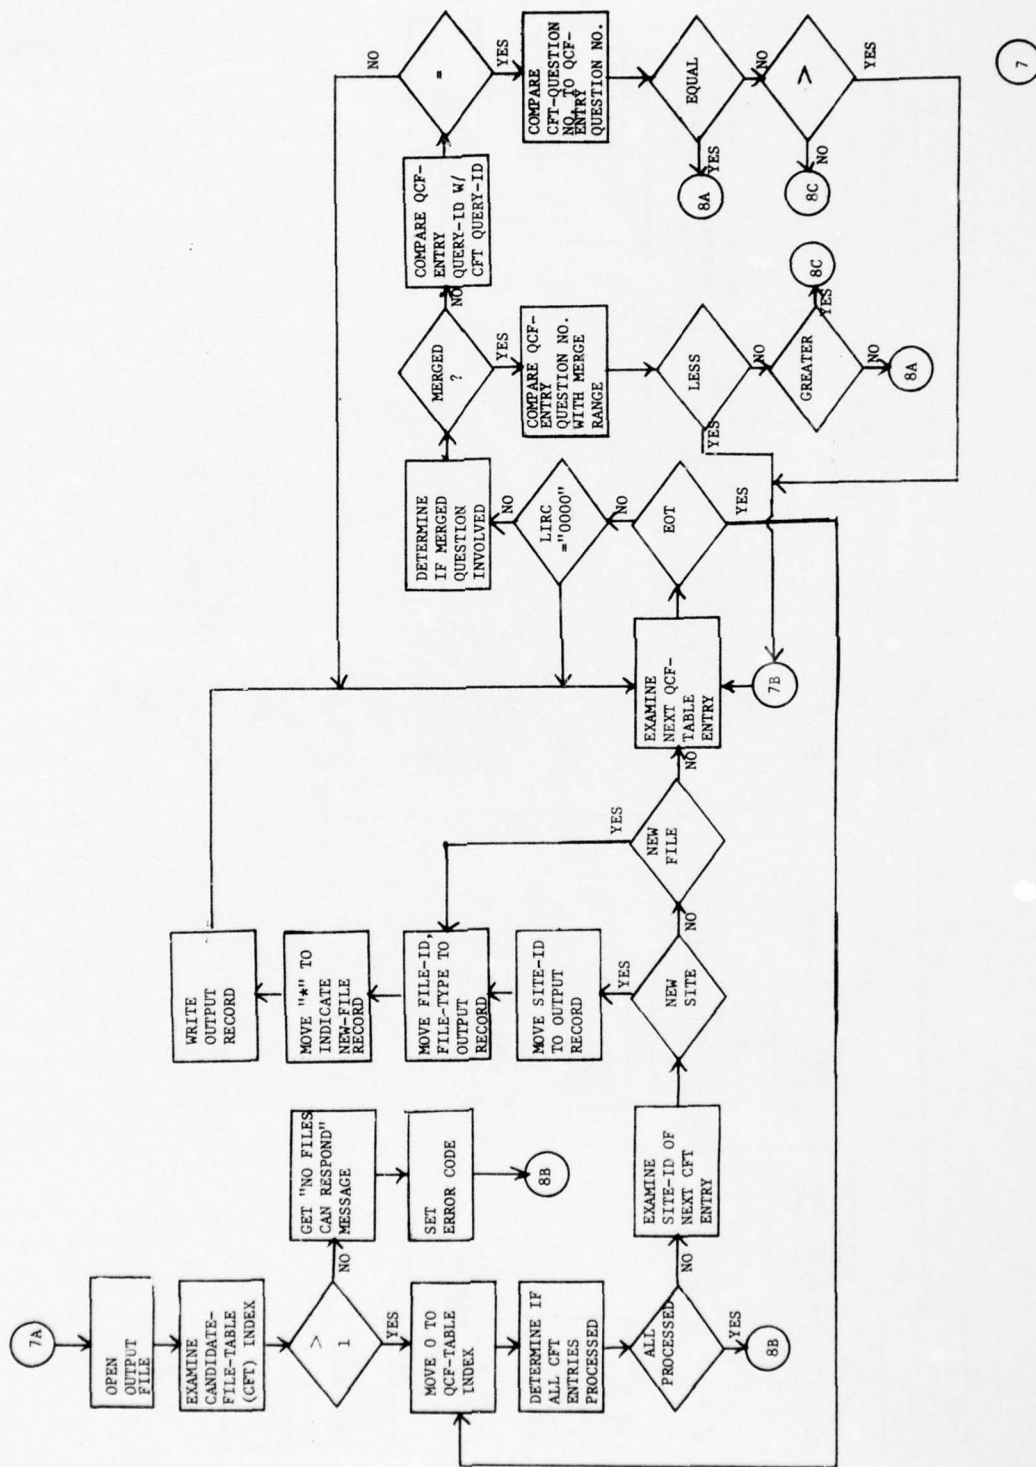 7A
OPEN
OUTPUT
FILE
EXAMINE
CANDIDATE-
FILE-TABLE
(CFT) INDEX
>
1
NO
YES
GET "NO FILES
CAN RESPOND"
MESSAGE
SET
ERROR CODE
8B
MOVE 0 TO
QCF-TABLE
INDEX
DETERMINE IF
ALL CFT
ENTRIES
PROCESSED
ALL
PROCESSED
NO
YES
8B
EXAMINE
SITE-ID OF
NEXT CFT
ENTRY
NEW
SITE
YES
NO
MOVE SITE-ID
TO OUTPUT
RECORD
MOVE FILE-ID,
FILE-TYPE TO
OUTPUT
RECORD
MOVE "*" TO
INDICATE
NEW-FILE
RECORD
WRITE
OUTPUT
RECORD
NEW
FILE
YES
NO
EXAMINE
NEXT QCF-
TABLE
ENTRY
7B
EOT
NO
YES
LIRC
="0000"
NO
DETERMINE
IF MERGED
QUESTION
INVOLVED
MERGED
?
NO
YES
COMPARE QCF-
ENTRY
QUESTION NO.
WITH MERGE
RANGE
LESS
YES
NO
GREATER
YES
8C
NO
8A
COMPARE QCF-
ENTRY
QUERY-ID W/
CFT QUERY-ID
=
NO
YES
COMPARE
CFT-QUESTION
NO. TO QCF-
ENTRY
QUESTION NO.
EQUAL
YES
8A
NO
>
NO
8C
YES
7